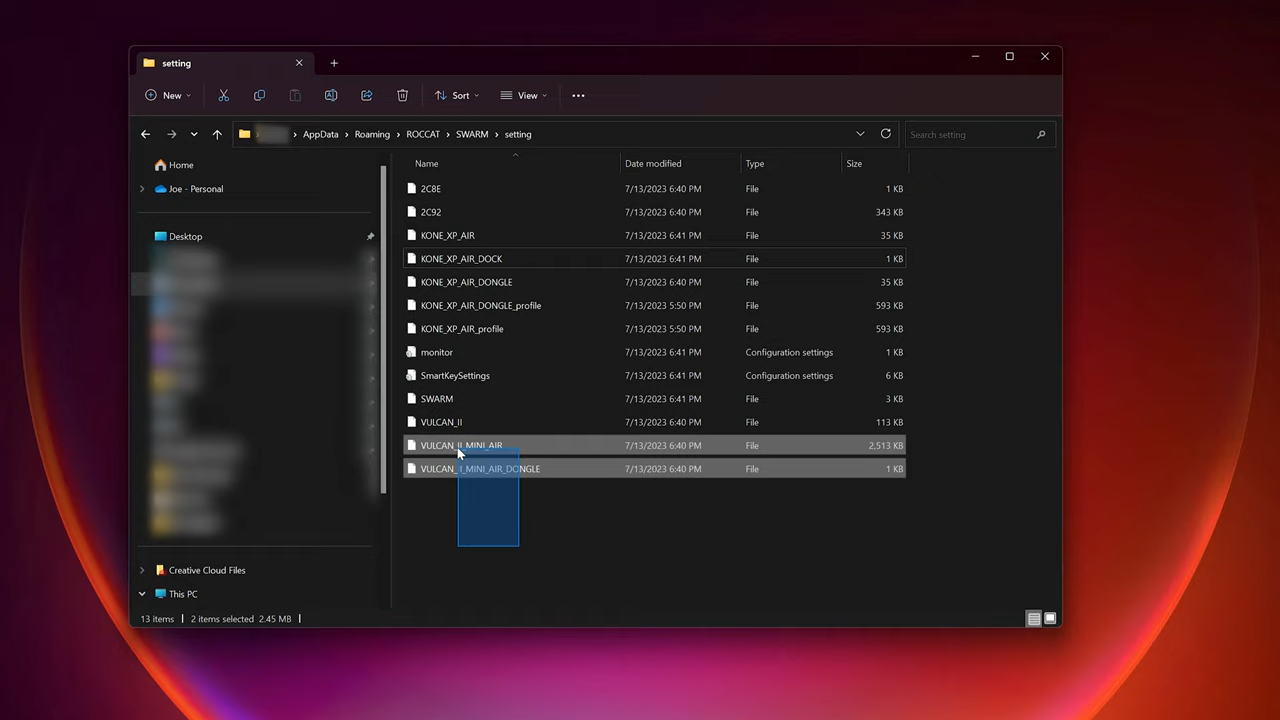 setting
New Sort View
AppData Roaming ROCCAT SWARM setting Search setting
Home
Joe - Personal
Desktop
Creative Cloud Files
This PC
Name Date modified Type Size
2C8E 7/13/2023 6:40 PM File 1 KB
2C92 7/13/2023 6:40 PM File 343 KB
KONE_XP_AIR 7/13/2023 6:41 PM File 35 KB
KONE_XP_AIR_DOCK 7/13/2023 6:41 PM File 1 KB
KONE_XP_AIR_DONGLE 7/13/2023 6:41 PM File 35 KB
KONE_XP_AIR_DONGLE_profile 7/13/2023 5:50 PM File 593 KB
KONE_XP_AIR_profile 7/13/2023 5:50 PM File 593 KB
monitor 7/13/2023 6:41 PM Configuration settings 1 KB
SmartKeySettings 7/13/2023 6:41 PM Configuration settings 6 KB
SWARM 7/13/2023 6:41 PM File 3 KB
VULCAN_II 7/13/2023 6:40 PM File 113 KB
VULCAN_II_MINI_AIR 7/13/2023 6:40 PM File 2,513 KB
VULCAN_II_MINI_AIR_DONGLE 7/13/2023 6:40 PM File 1 KB
13 items 2 items selected 2.45 MB